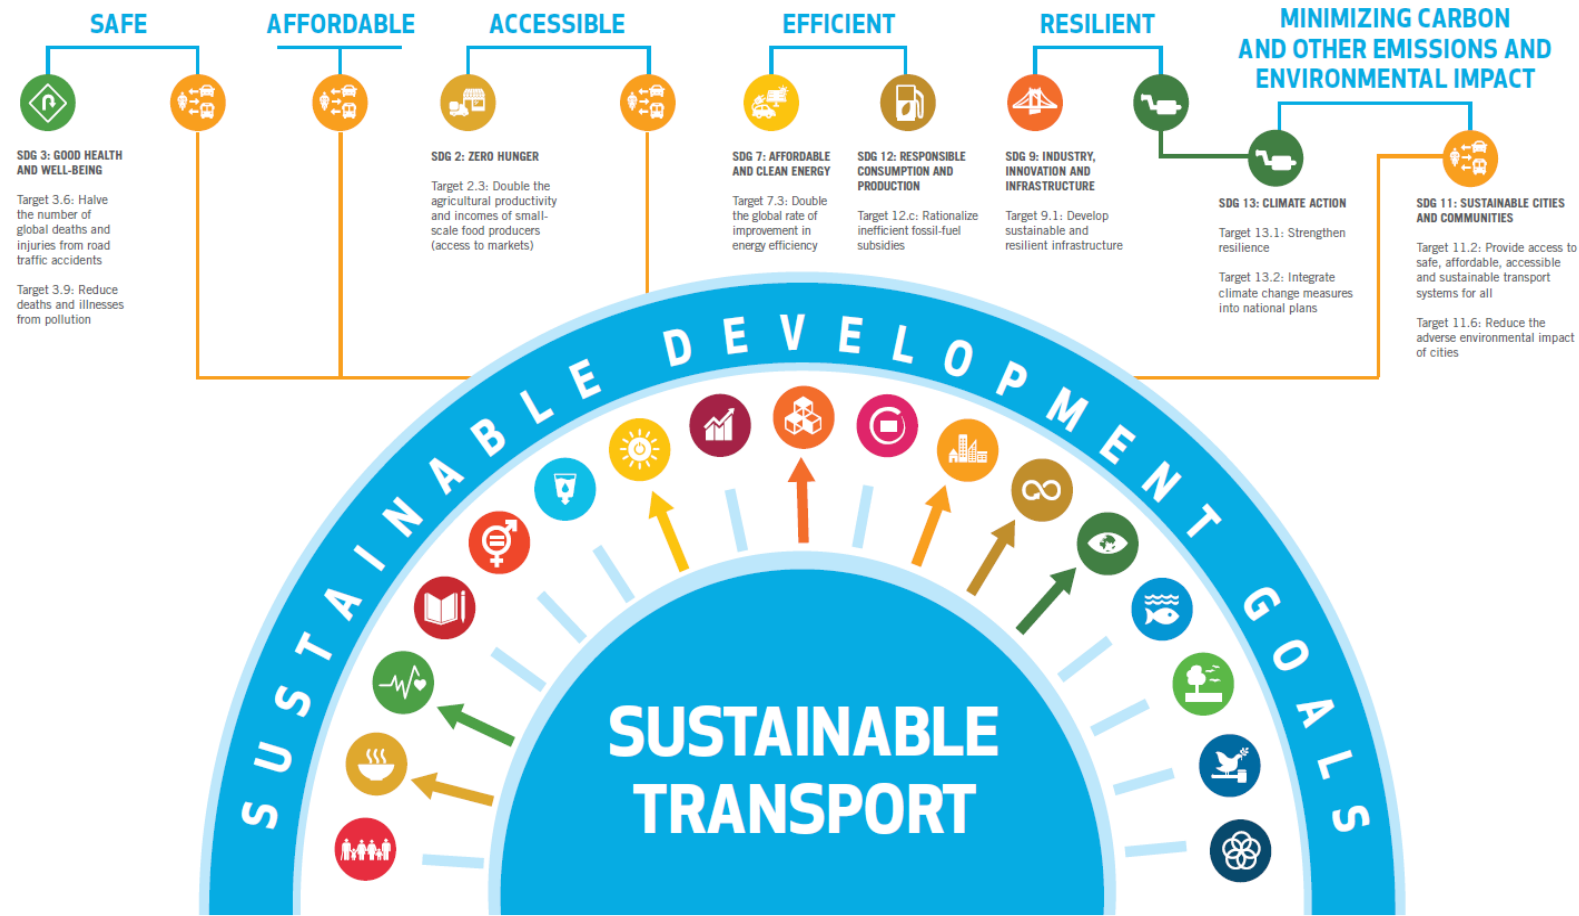 SAFE
AFFORDABLE
ACCESSIBLE
EFFICIENT
RESILIENT
MINIMIZING CARBON
AND OTHER EMISSIONS AND
ENVIRONMENTAL IMPACT
SDG 3: GOOD HEALTH
AND WELL-BEING
Target 3.6: Halve
the number of
global deaths and
injuries from road
traffic accidents
Target 3.9: Reduce
deaths and illnesses
from pollution
SDG 2: ZERO HUNGER
Target 2.3: Double the
agricultural productivity
and incomes of small-
scale food producers
(access to markets)
SDG 7: AFFORDABLE
AND CLEAN ENERGY
Target 7.3: Double
the global rate of
improvement in
energy efficiency
SDG 12: RESPONSIBLE
CONSUMPTION AND
PRODUCTION
Target 12.c: Rationalize
inefficient fossil-fuel
subsidies
SDG 9: INDUSTRY,
INNOVATION AND
INFRASTRUCTURE
Target 9.1: Develop
sustainable and
resilient infrastructure
SDG 13: CLIMATE ACTION
Target 13.1: Strengthen
resilience
Target 13.2: Integrate
climate change measures
into national plans
SDG 11: SUSTAINABLE CITIES
AND COMMUNITIES
Target 11.2: Provide access to
safe, affordable, accessible
and sustainable transport
systems for all
Target 11.6: Reduce the
adverse environmental impact
of cities
SUSTAINABLE DEVELOPMENT GOALS
SUSTAINABLE
TRANSPORT